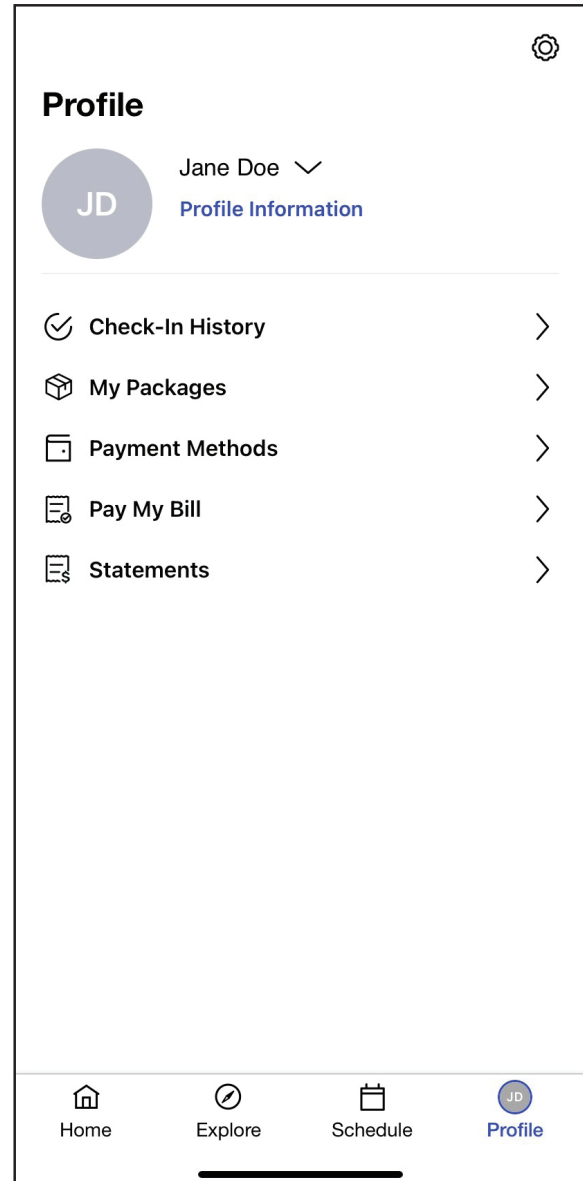 Profile
JD
Jane Doe
Profile Information
Check-In History
My Packages
Payment Methods
Pay My Bill
Statements
JD
Home Explore Schedule Profile